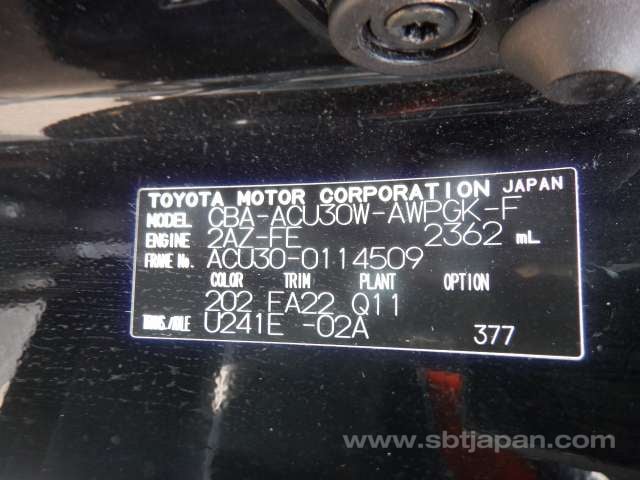 TOYOTA MOTOR CORPORATION JAPAN
MODEL CBA-ACU30W-AWPGK-F
ENGINE 2AZ-FE 2362 mL
FRAME No. ACU30-0114509
COLOR TRIM PLANT OPTION
202 FA22 Q11
TRANS./AXLE U241E -02A 377
www.sbtjapan.com